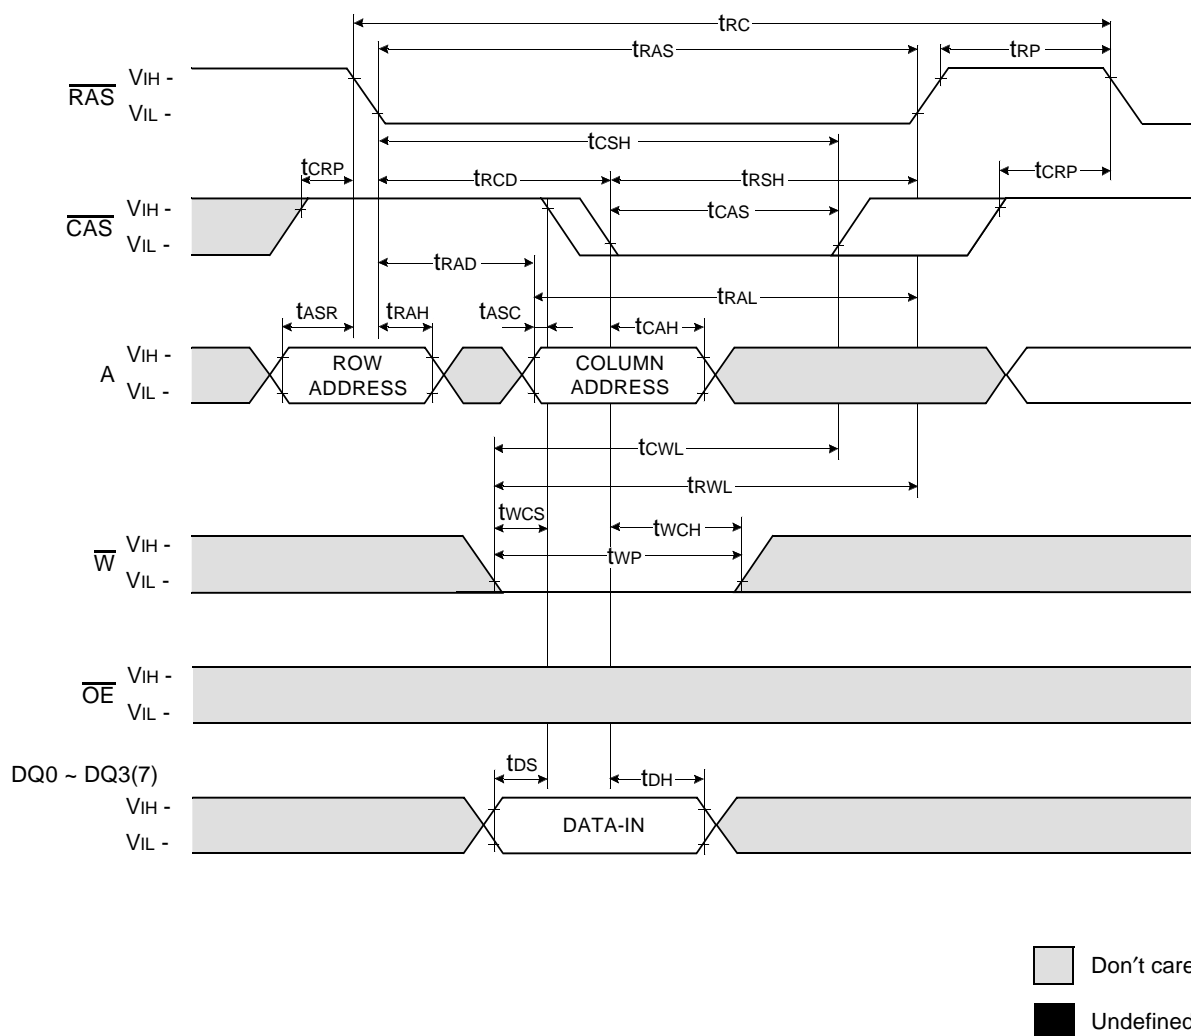 tRC
tRAS
tRP
RAS
VIH -
VIL -
tCSH
tCRP
tRCD
tRSH
tCRP
CAS
VIH -
VIL -
tCAS
tRAD
tRAL
tASR
tRAH
tASC
tCAH
A
VIH -
VIL -
ROW
ADDRESS
COLUMN
ADDRESS
tCWL
tRWL
tWCS
tWCH
W
VIH -
VIL -
tWP
OE
VIH -
VIL -
DQ0 ~ DQ3(7)
tDS
tDH
VIH -
VIL -
DATA-IN
Don′t care
Undefined